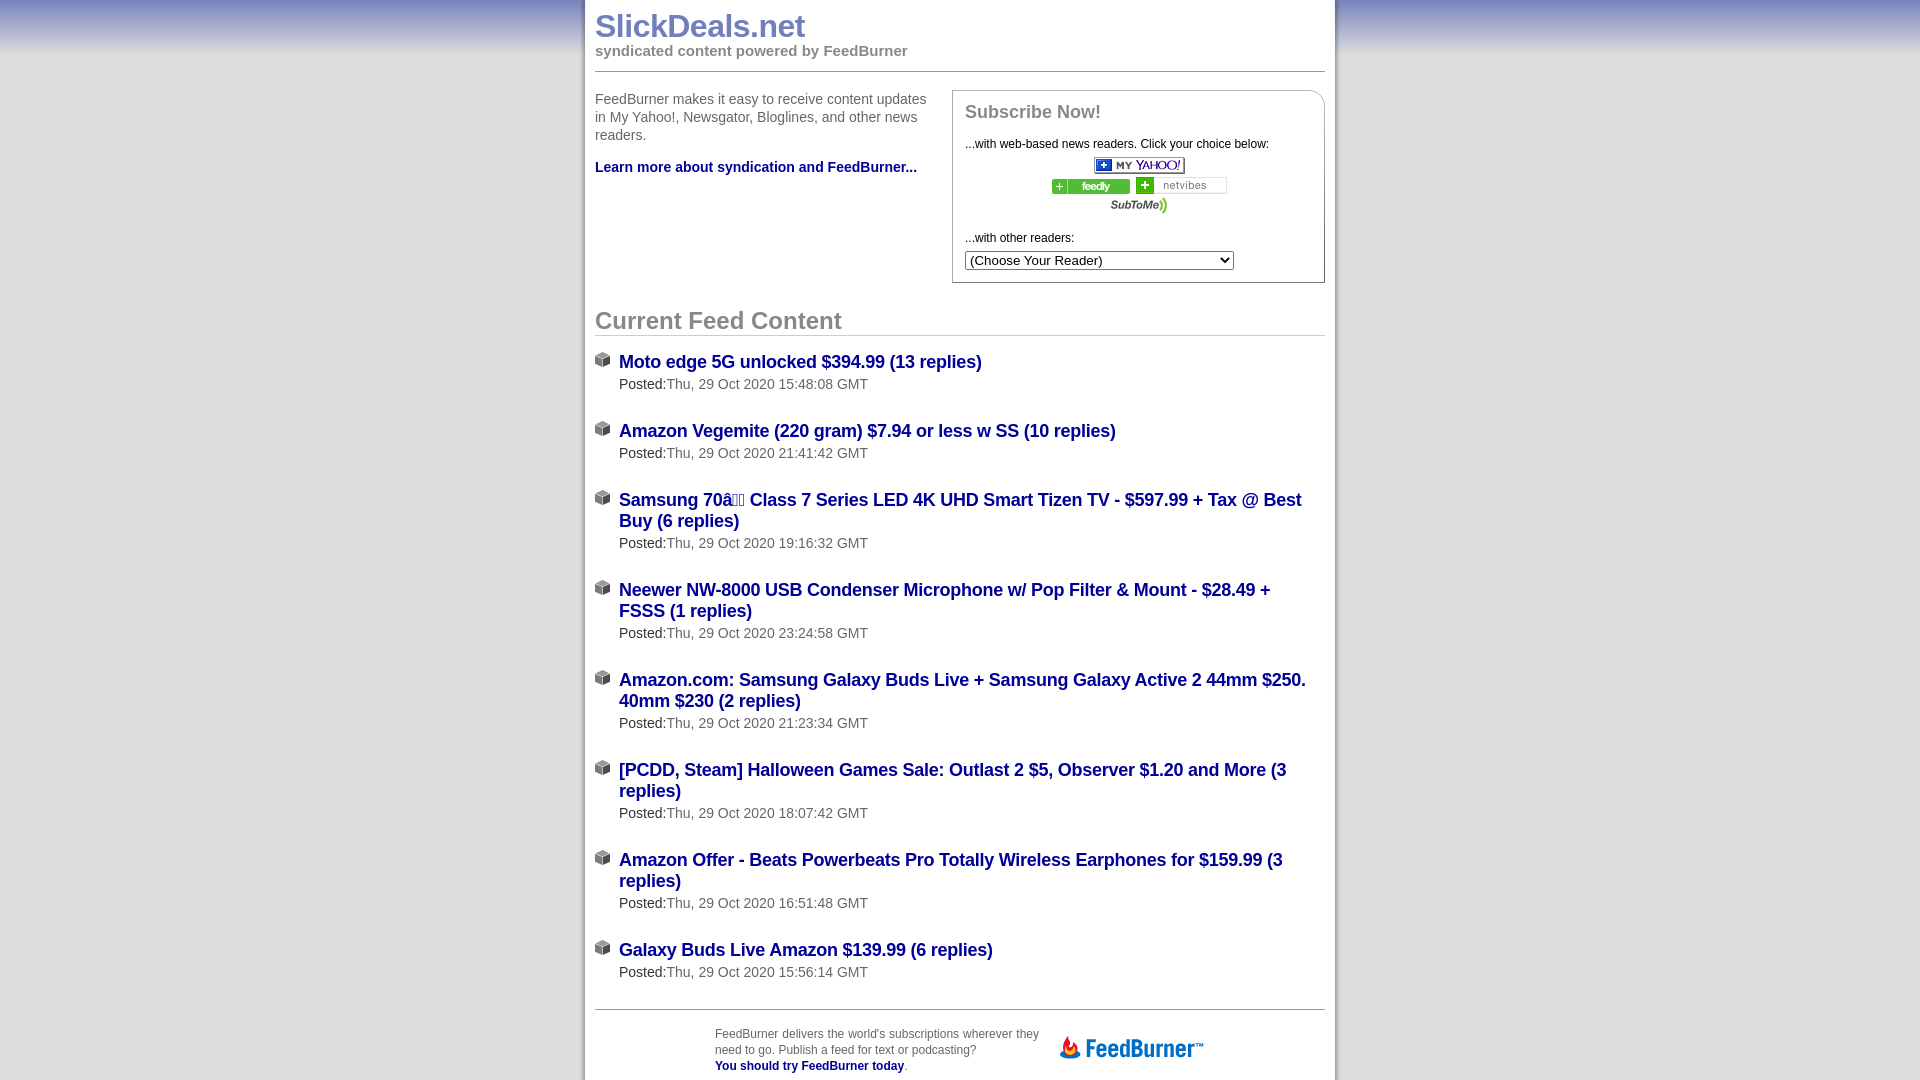 SlickDeals.net
syndicated content powered by FeedBurner
FeedBurner makes it easy to receive content updates
in My Yahoo!, Newsgator, Bloglines, and other news
readers.
Learn more about syndication and FeedBurner...
Subscribe Now!
...with web-based news readers. Click your choice below:
MY YAHOO!
feedly
netvibes
SubToMe
...with other readers:
(Choose Your Reader)
Current Feed Content
Moto edge 5G unlocked $394.99 (13 replies)
Posted:Thu, 29 Oct 2020 15:48:08 GMT
Amazon Vegemite (220 gram) $7.94 or less w SS (10 replies)
Posted:Thu, 29 Oct 2020 21:41:42 GMT
Samsung 70â Class 7 Series LED 4K UHD Smart Tizen TV - $597.99 + Tax @ Best
Buy (6 replies)
Posted:Thu, 29 Oct 2020 19:16:32 GMT
Neewer NW-8000 USB Condenser Microphone w/ Pop Filter & Mount - $28.49 +
FSSS (1 replies)
Posted:Thu, 29 Oct 2020 23:24:58 GMT
Amazon.com: Samsung Galaxy Buds Live + Samsung Galaxy Active 2 44mm $250.
40mm $230 (2 replies)
Posted:Thu, 29 Oct 2020 21:23:34 GMT
[PCDD, Steam] Halloween Games Sale: Outlast 2 $5, Observer $1.20 and More (3
replies)
Posted:Thu, 29 Oct 2020 18:07:42 GMT
Amazon Offer - Beats Powerbeats Pro Totally Wireless Earphones for $159.99 (3
replies)
Posted:Thu, 29 Oct 2020 16:51:48 GMT
Galaxy Buds Live Amazon $139.99 (6 replies)
Posted:Thu, 29 Oct 2020 15:56:14 GMT
FeedBurner delivers the world's subscriptions wherever they
need to go. Publish a feed for text or podcasting?
You should try FeedBurner today.
FeedBurner™